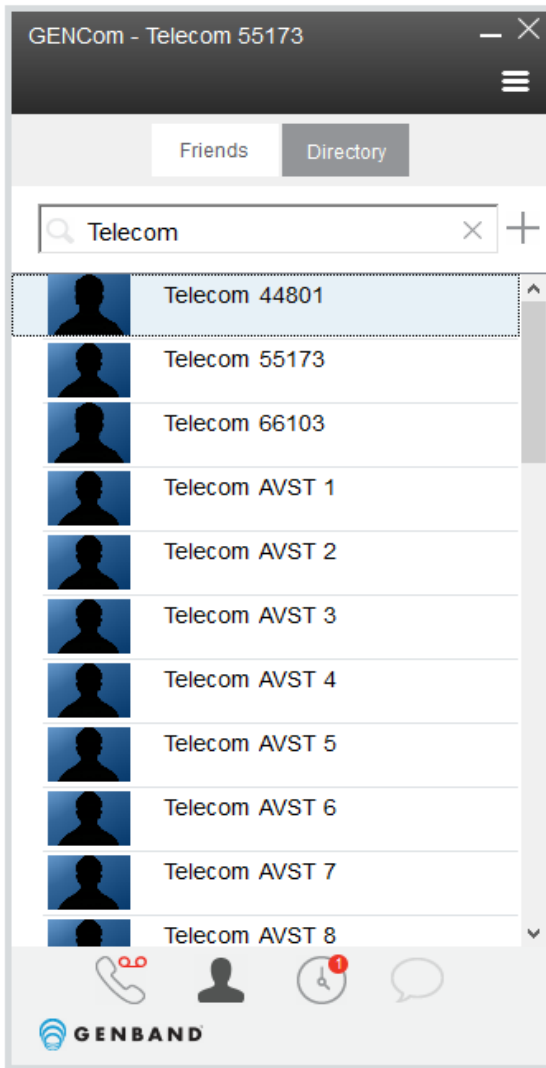 GENCom - Telecom 55173
Friends Directory
Telecom
Telecom 44801
Telecom 55173
Telecom 66103
Telecom AVST 1
Telecom AVST 2
Telecom AVST 3
Telecom AVST 4
Telecom AVST 5
Telecom AVST 6
Telecom AVST 7
Telecom AVST 8
1
GENBAND